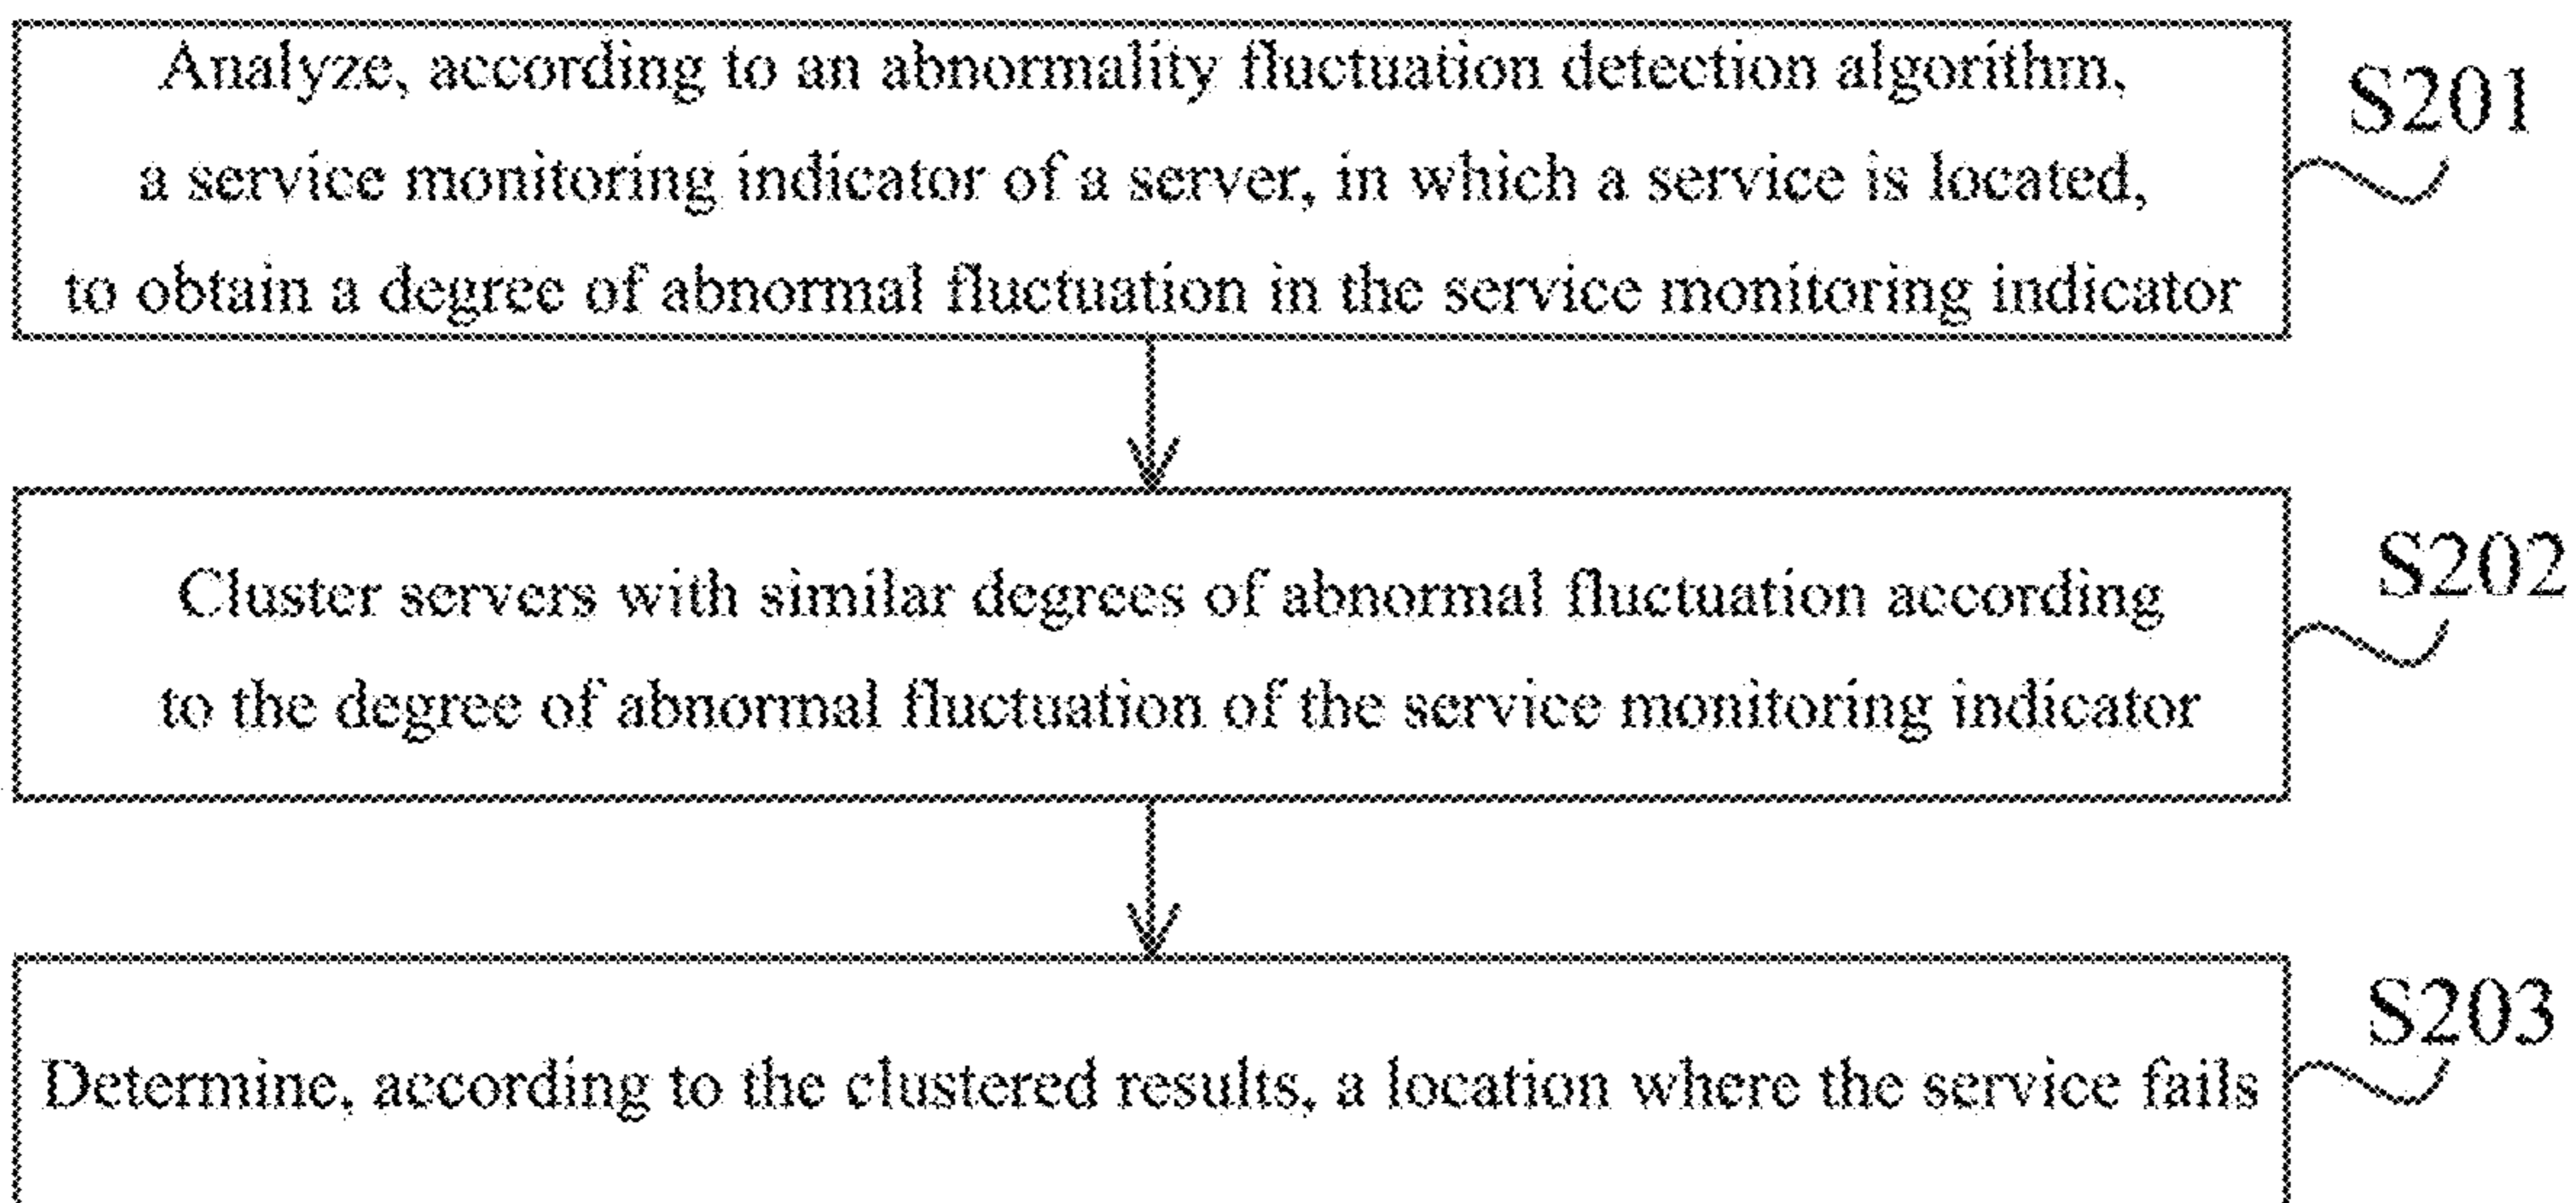 Analyze, according to an abnormality fluctuation detection algorithm,
a service monitoring indicator of a server, in which a service is located,
to obtain a degree of abnormal fluctuation in the service monitoring indicator
S201
Cluster servers with similar degrees of abnormal fluctuation according
to the degree of abnormal fluctuation of the service monitoring indicator
S202
Determine, according to the clustered results, a location where the service fails
S203